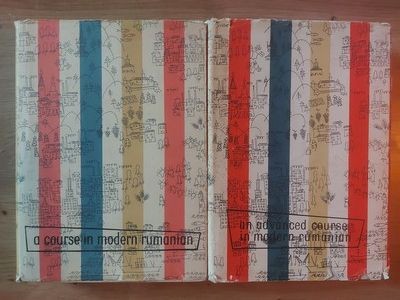 a course in modern rumanian
an advanced course
in modern rumanian